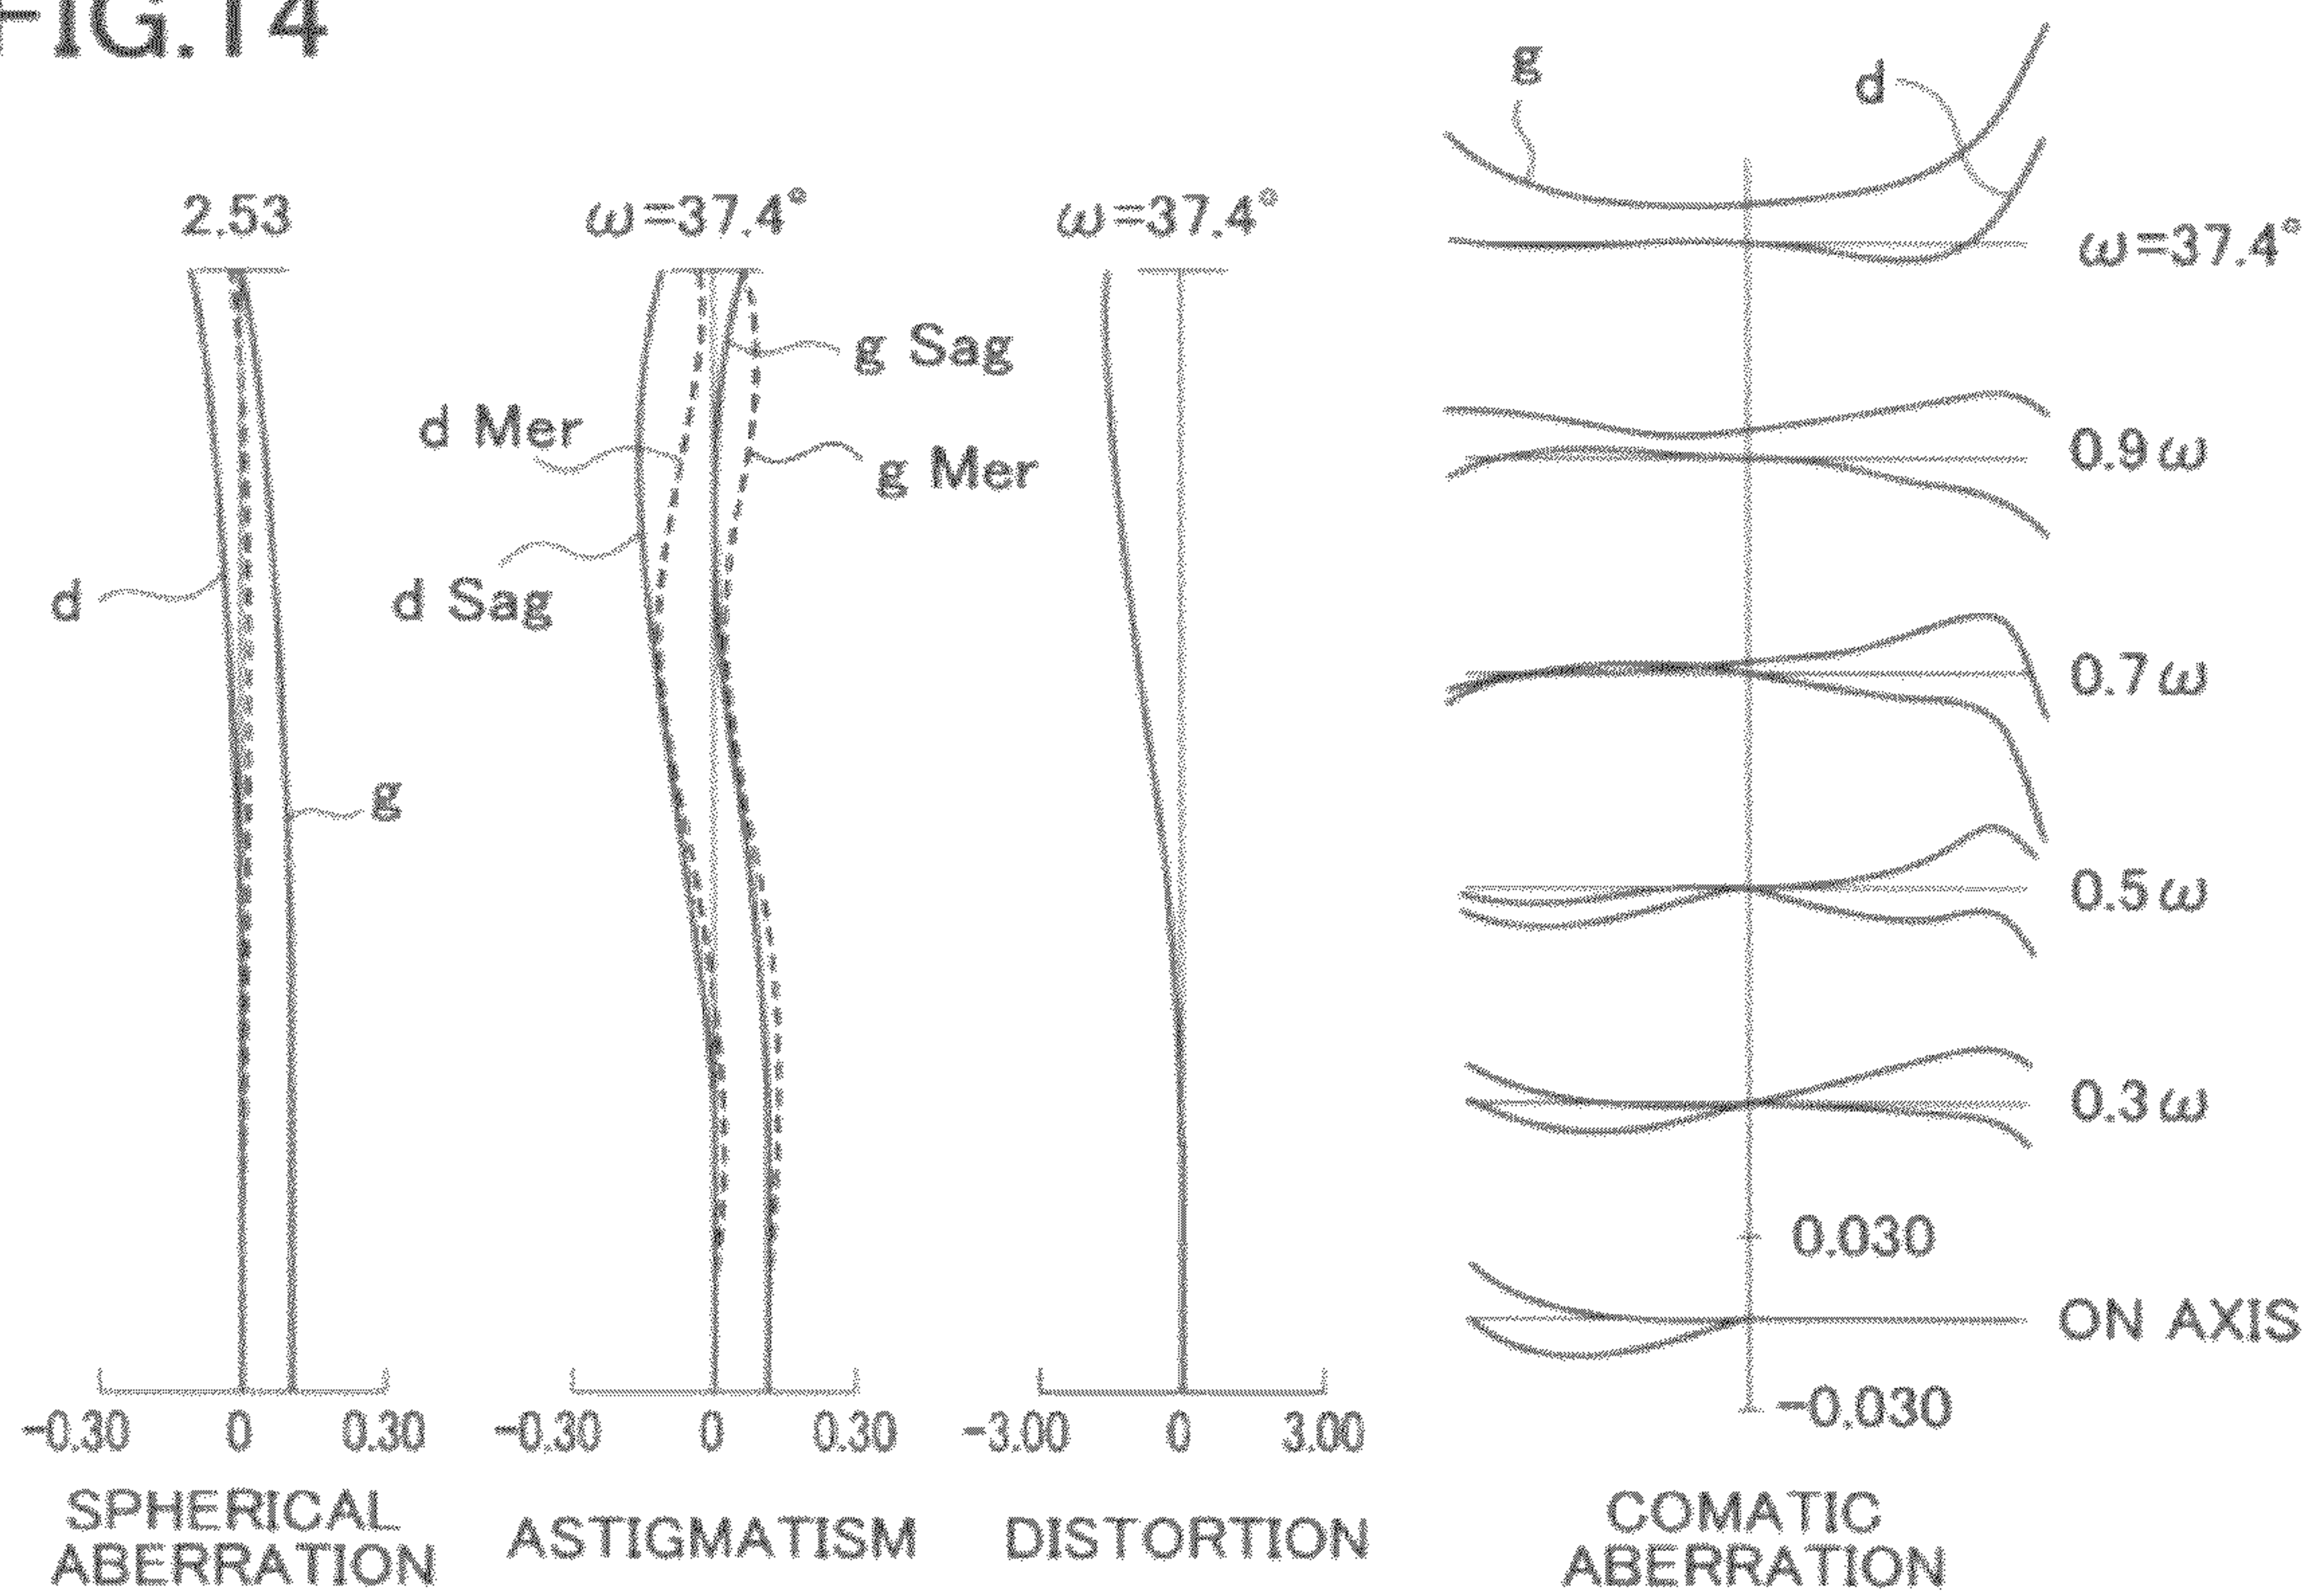 FIG.14
2.53
d
g
-0.30 0 0.30
SPHERICAL
ABERRATION
ω=37.4°
g Sag
d Mer
g Mer
d Sag
-0.30 0 0.30
ASTIGMATISM
ω=37.4°
-3.00 0 3.00
DISTORTION
g
d
ω=37.4°
0.9ω
0.7ω
0.5ω
0.3ω
0.030
ON AXIS
-0.030
COMATIC
ABERRATION